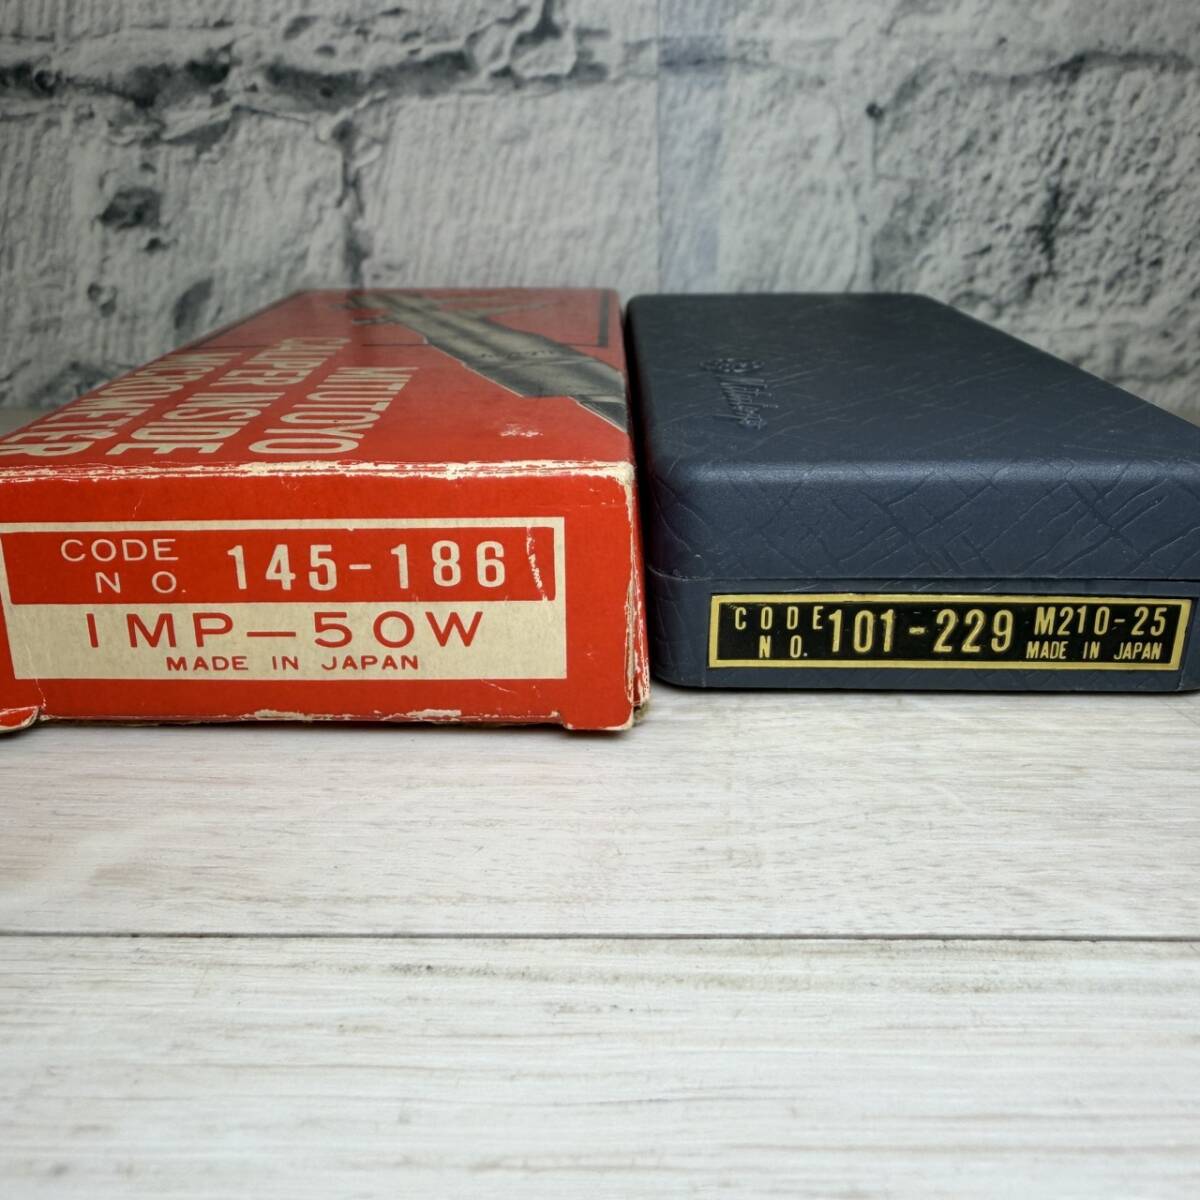 MITUTOYO
CALIPER INSIDE
MICROMETER
CODE
NO. 145-186
IMP-50W
MADE IN JAPAN
Mitutoyo
CODE
NO. 101-229 M210-25
MADE IN JAPAN